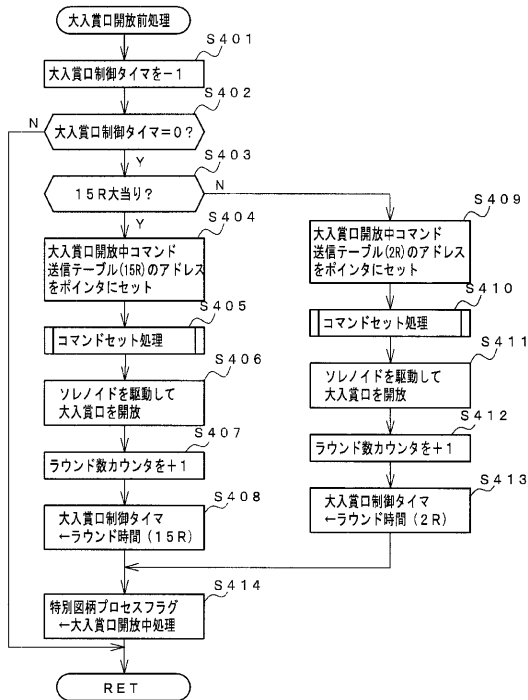 大入賞口開放前処理
S401
大入賞口制御タイマを－1
S402
大入賞口制御タイマ＝0？
N
Y
S403
15R大当り？
N
Y
S404
大入賞口開放中コマンド
送信テーブル(15R)のアドレス
をポインタにセット
S405
コマンドセット処理
S406
ソレノイドを駆動して
大入賞口を開放
S407
ラウンド数カウンタを＋1
S408
大入賞口制御タイマ
←ラウンド時間（15R）
S409
大入賞口開放中コマンド
送信テーブル(2R)のアドレス
をポインタにセット
S410
コマンドセット処理
S411
ソレノイドを駆動して
大入賞口を開放
S412
ラウンド数カウンタを＋1
S413
大入賞口制御タイマ
←ラウンド時間（2R）
S414
特別図柄プロセスフラグ
←大入賞口開放中処理
RET